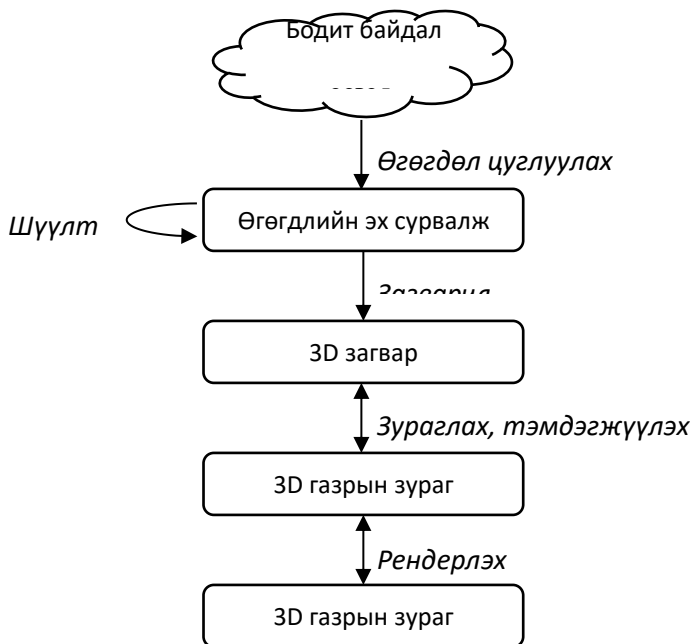 Бодит байдал
Өгөгдөл цуглуулах
Шүүлт
Өгөгдлийн эх сурвалж
3D загвар
Зураглах, тэмдэгжүүлэх
3D газрын зураг
Рендерлэх
3D газрын зураг